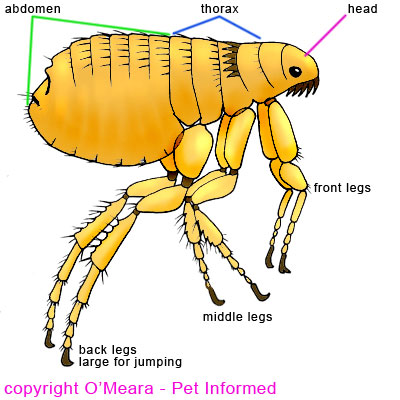 abdomen
thorax
head
front legs
middle legs
back legs
large for jumping
copyright O'Meara - Pet Informed